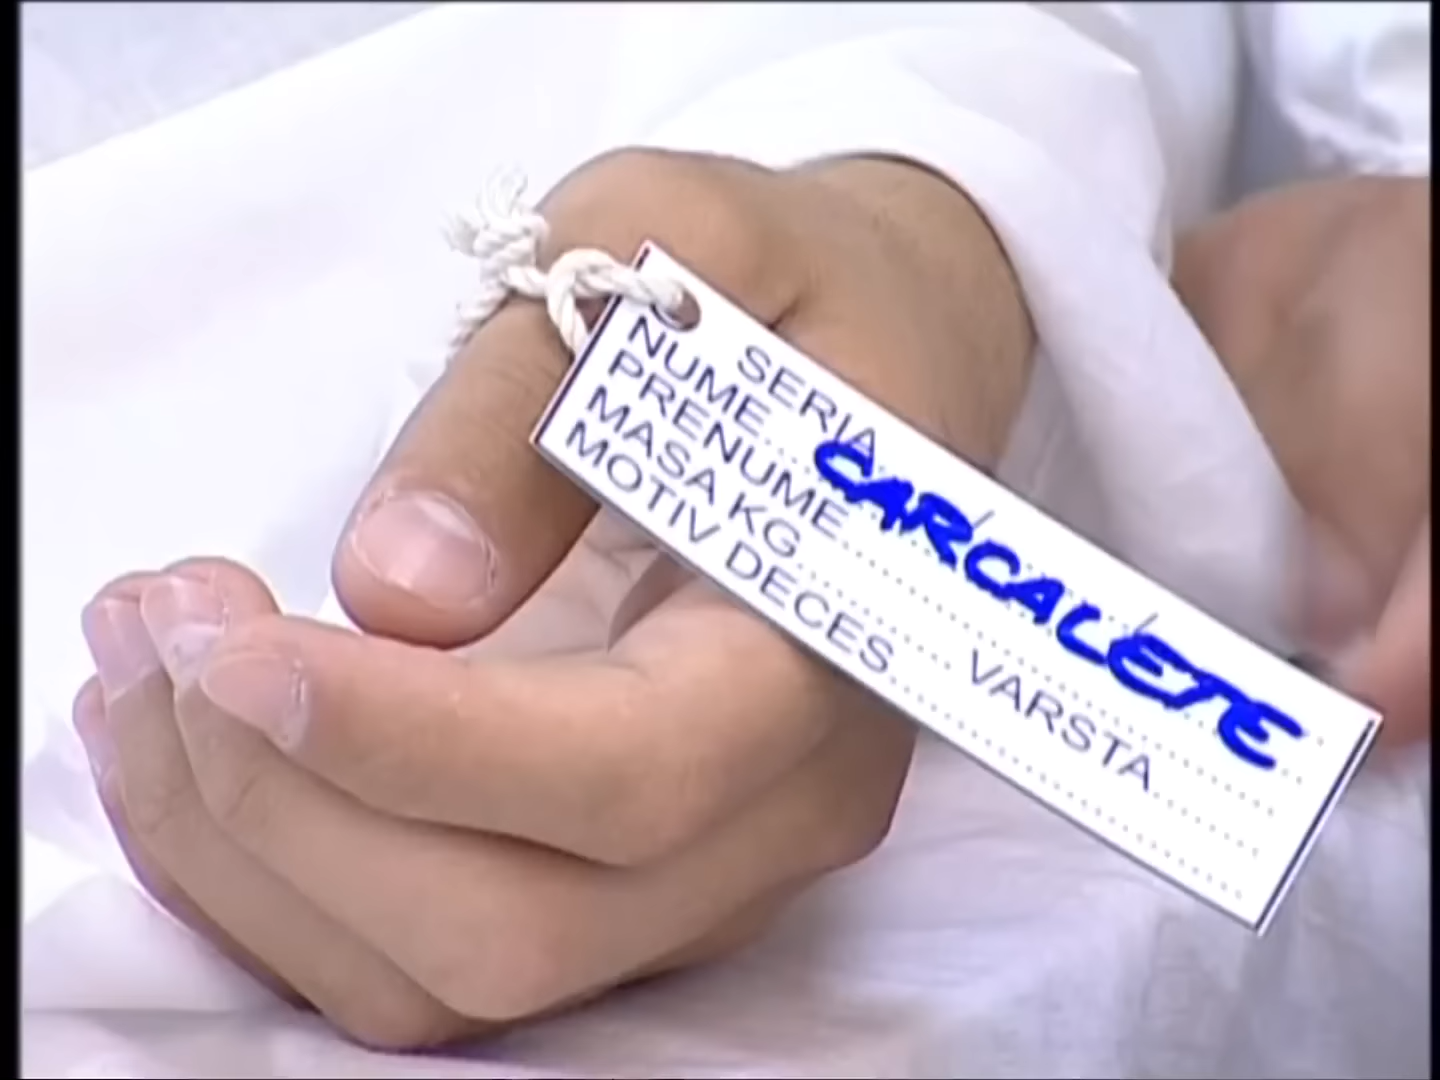 SERIA
NUME
CARCALETE
PRENUME
MASA KG VARSTA
MOTIV DECES